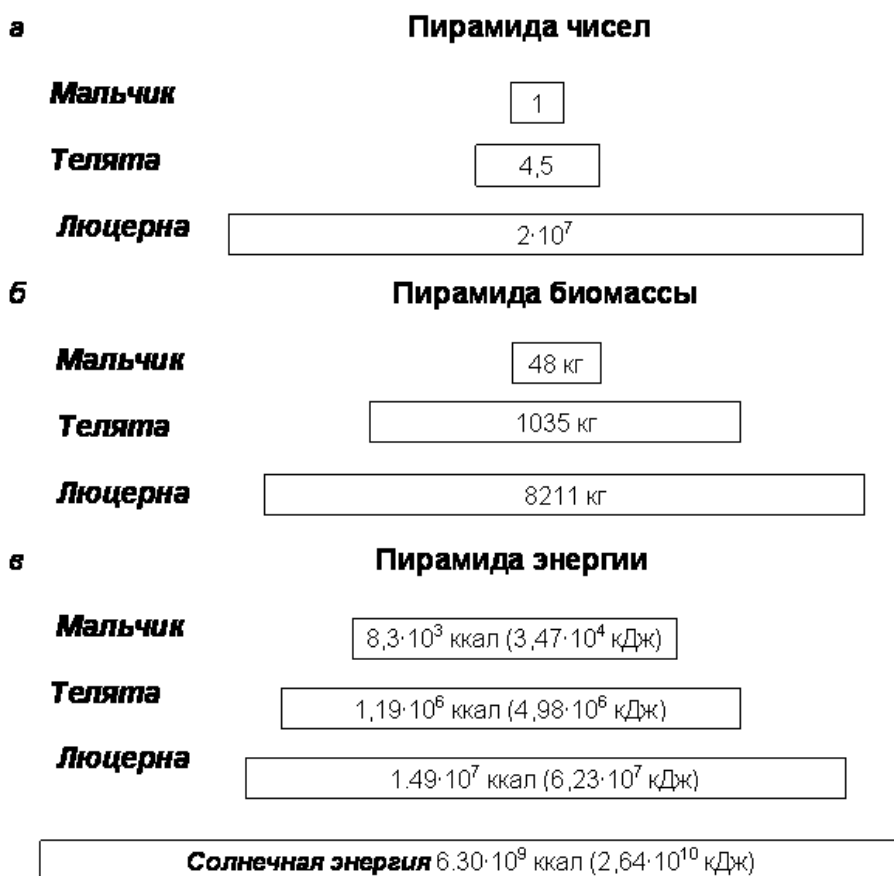 а Пирамида чисел
Мальчик 1
Телята 4,5
Люцерна 2·10⁷
б Пирамида биомассы
Мальчик 48 кг
Телята 1035 кг
Люцерна 8211 кг
в Пирамида энергии
Мальчик 8,3·10³ ккал (3,47·10⁴ кДж)
Телята 1,19·10⁶ ккал (4,98·10⁶ кДж)
Люцерна 1.49·10⁷ ккал (6,23·10⁷ кДж)
Солнечная энергия 6.30·10⁹ ккал (2,64·10¹⁰ кДж)